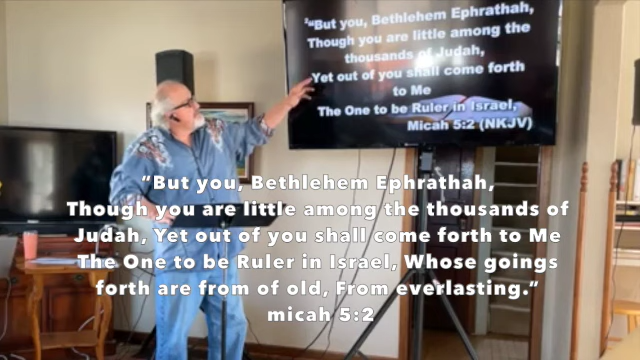 ²"But you, Bethlehem Ephrathah,
Though you are little among the
thousands of Judah,
Yet out of you shall come forth
to Me
The One to be Ruler in Israel,
Micah 5:2 (NKJV)
"But you, Bethlehem Ephrathah,
Though you are little among the thousands of
Judah, Yet out of you shall come forth to Me
The One to be Ruler in Israel, Whose goings
forth are from of old, From everlasting."
micah 5:2